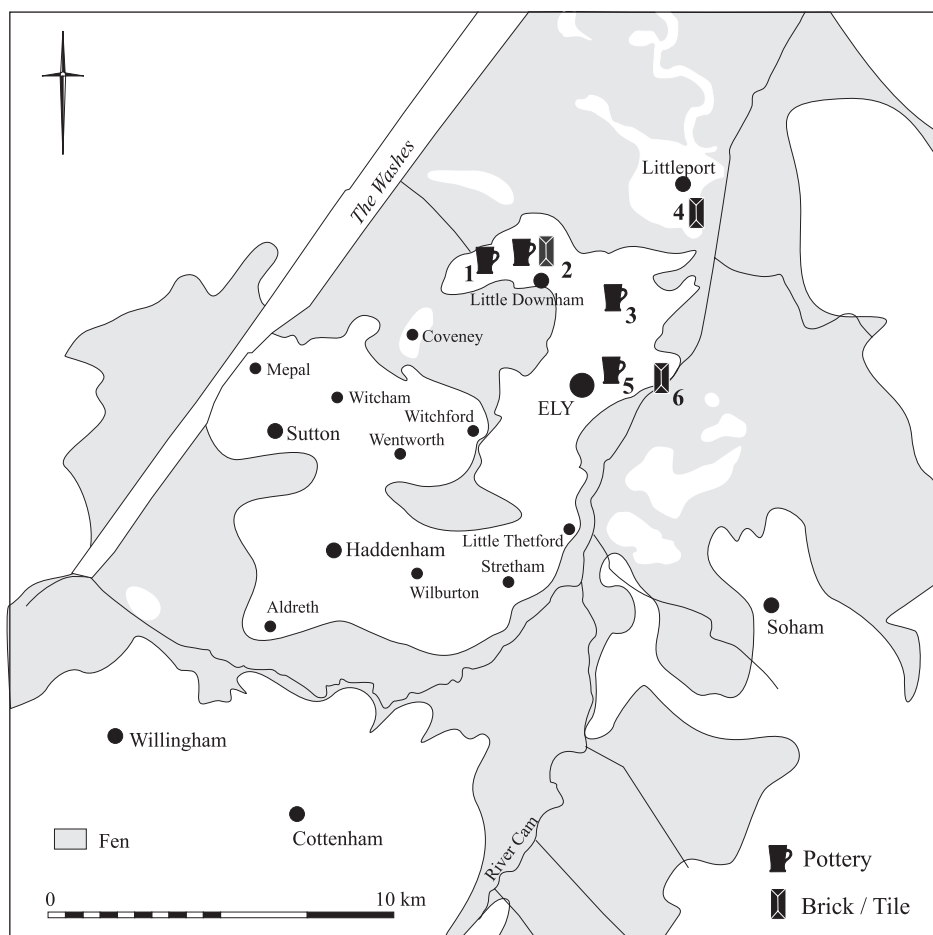 The Washes
Littleport
4
1
2
Little Downham
3
Coveney
Mepal
Witcham
5
6
ELY
Witchford
Sutton
Wentworth
Little Thetford
Haddenham
Stretham
Wilburton
Aldreth
Soham
Willingham
Cottenham
Fen
River Cam
Pottery
0
10 km
Brick / Tile